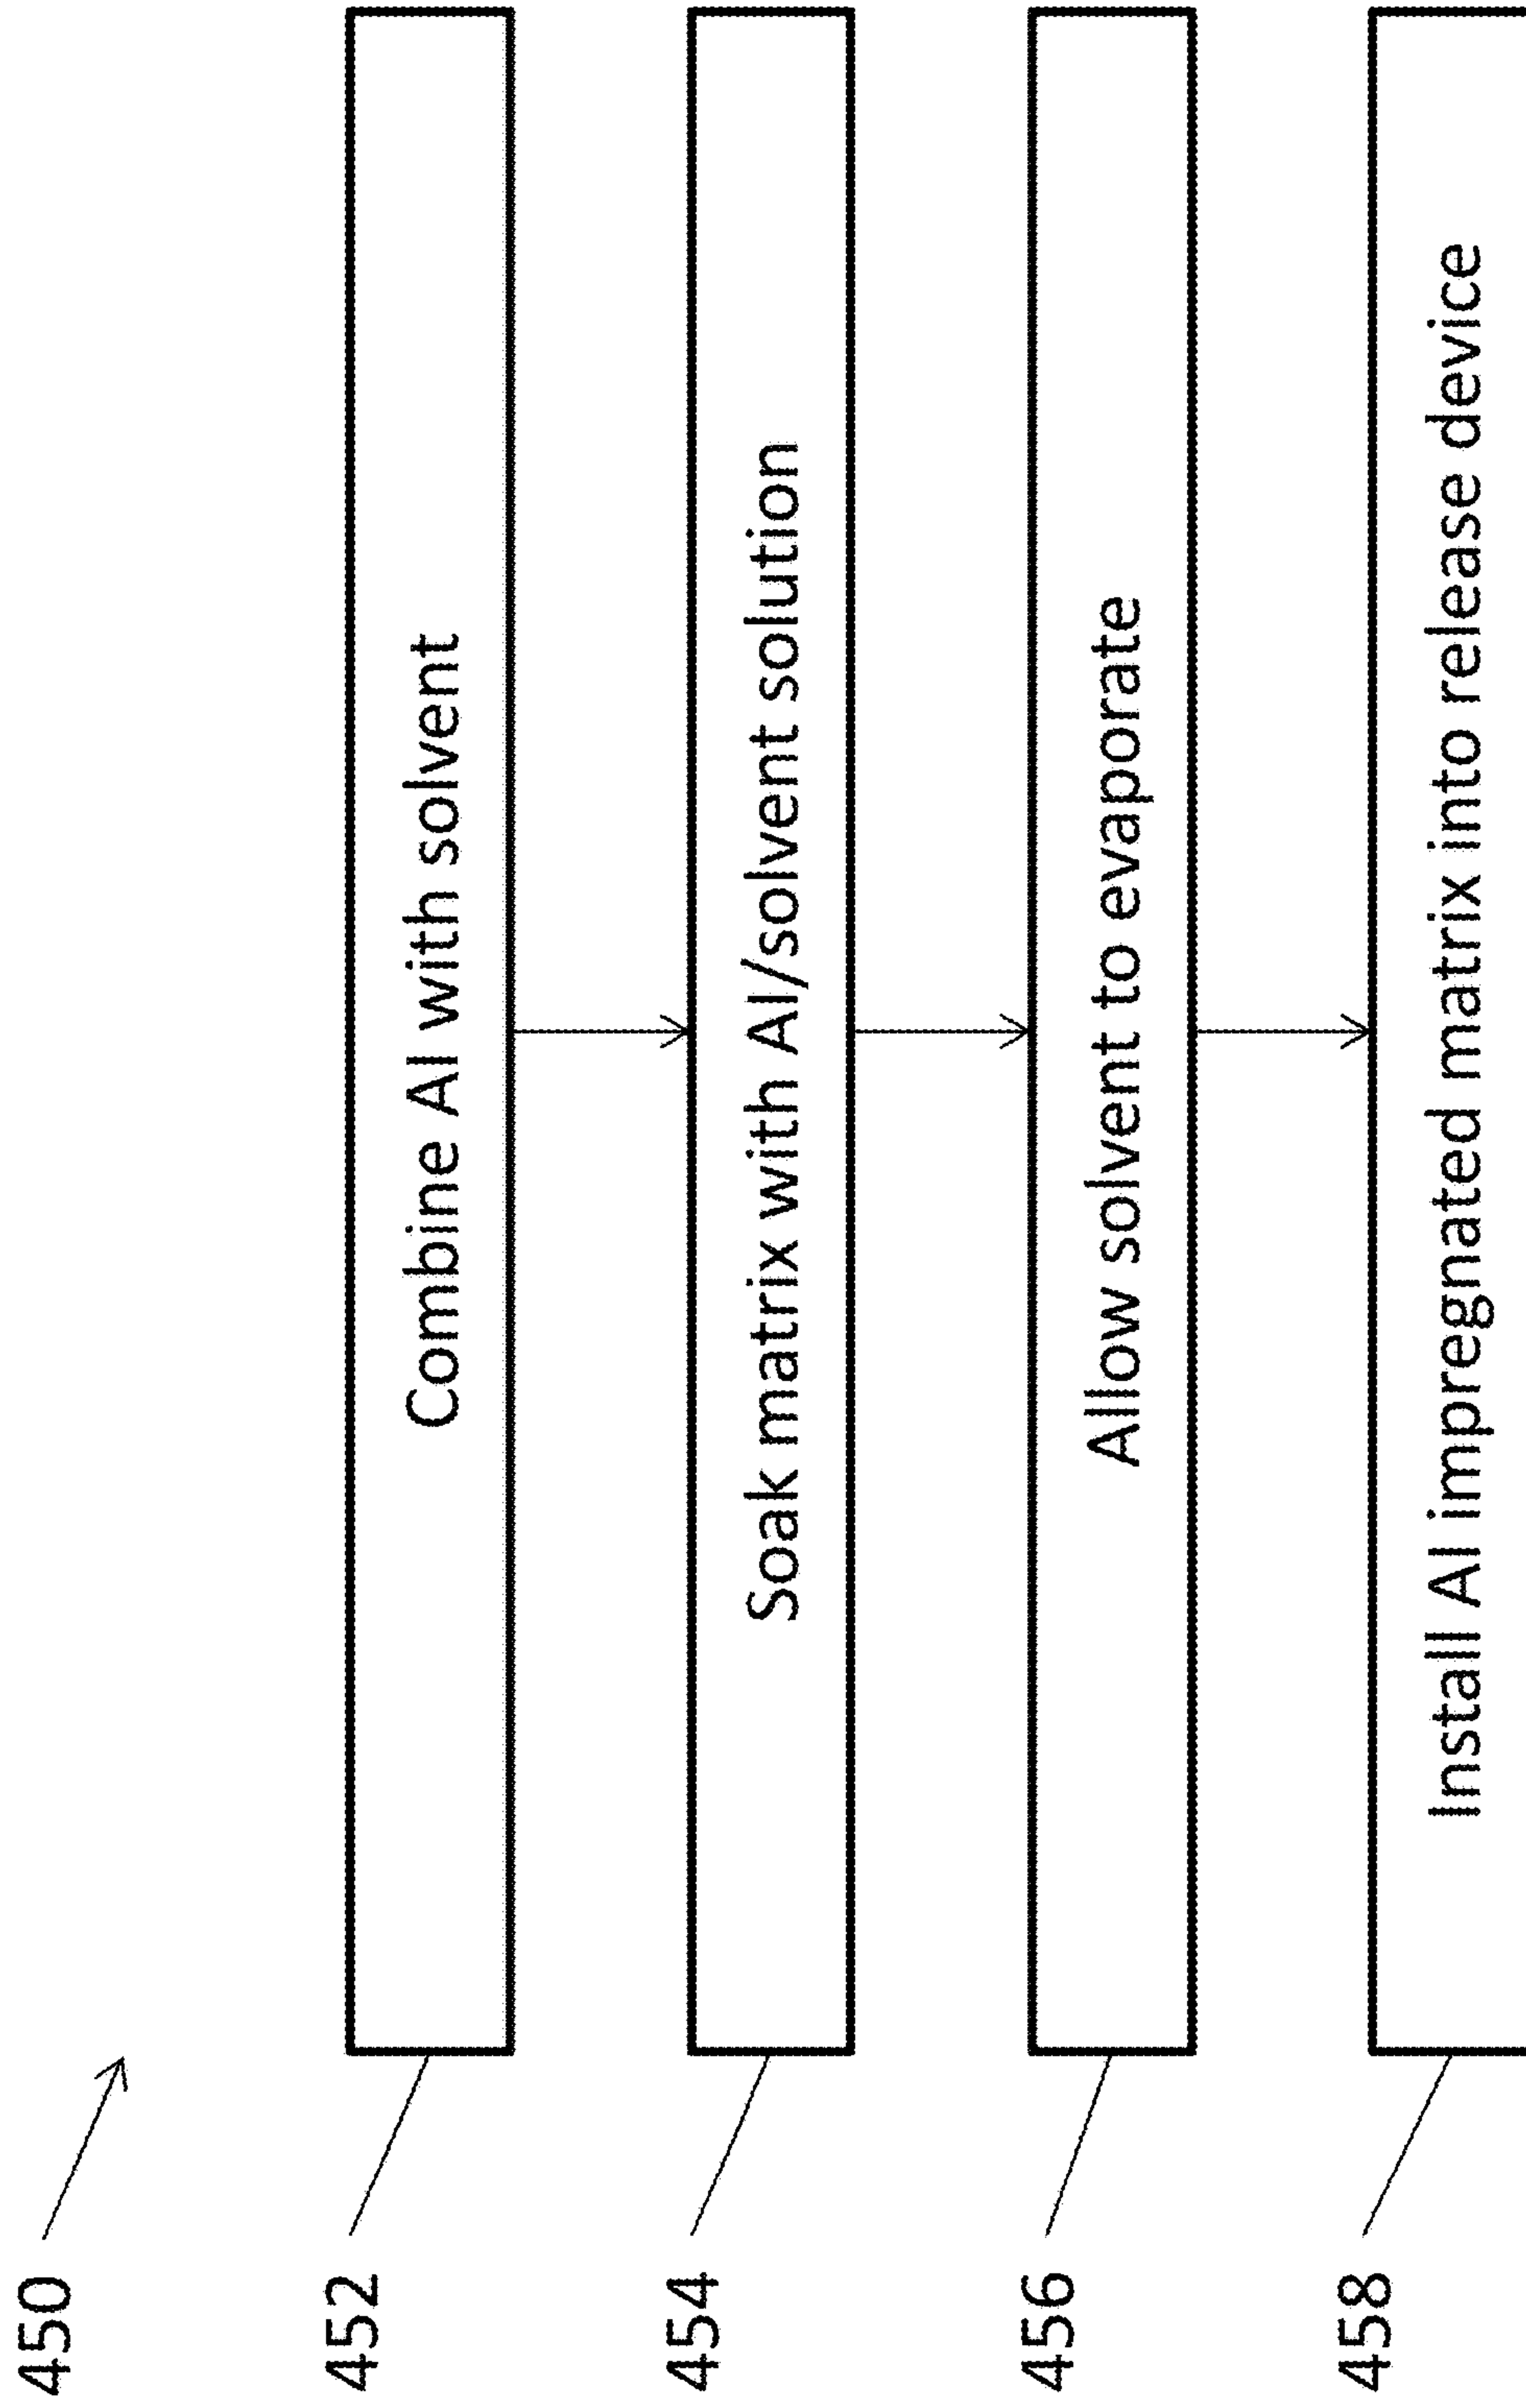 450
452
Combine AI with solvent
454
Soak matrix with AI/solvent solution
456
Allow solvent to evaporate
458
Install AI impregnated matrix into release device